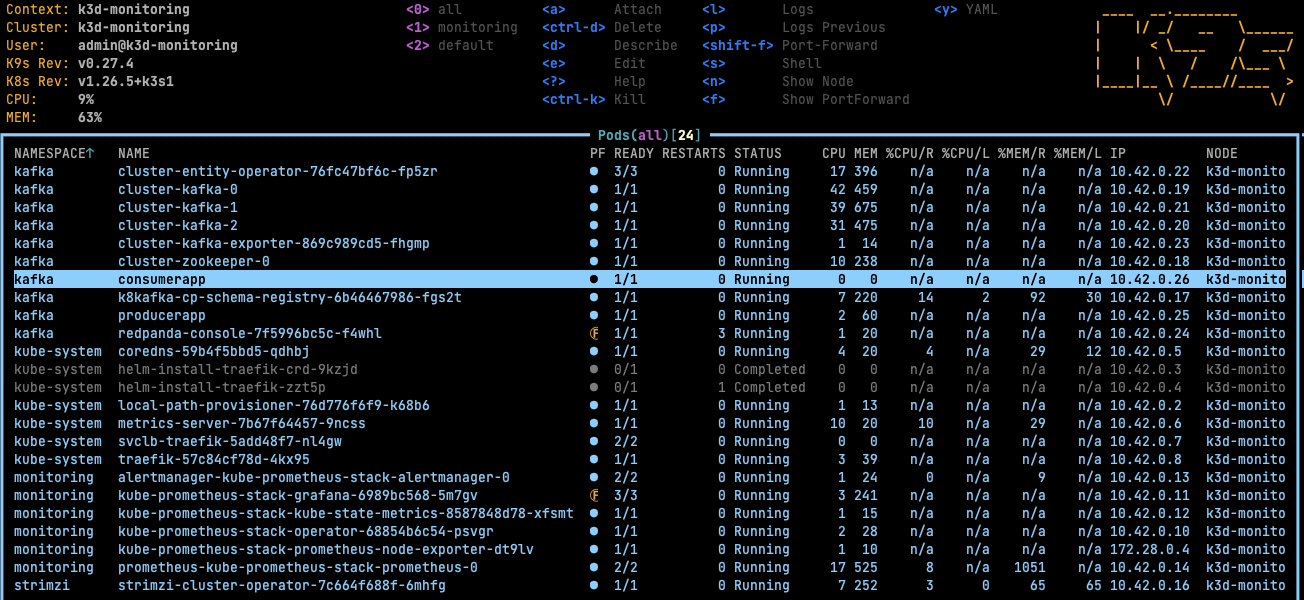 Context: k3d-monitoring <0> all <a> Attach <l> Logs <y> YAML
Cluster: k3d-monitoring <1> monitoring <ctrl-d> Delete <p> Logs Previous
User: admin@k3d-monitoring <2> default <d> Describe <shift-f> Port-Forward
K9s Rev: v0.27.4 <e> Edit <s> Shell
K8s Rev: v1.26.5+k3s1 <?> Help <n> Show Node
CPU: 9% <ctrl-k> Kill <f> Show PortForward
MEM: 63%
Pods(all)[24]
NAMESPACE↑ NAME PF READY RESTARTS STATUS CPU MEM %CPU/R %CPU/L %MEM/R %MEM/L IP NODE
kafka cluster-entity-operator-76fc47bf6c-fp5zr ● 3/3 0 Running 17 396 n/a n/a n/a n/a 10.42.0.22 k3d-monito
kafka cluster-kafka-0 ● 1/1 0 Running 42 459 n/a n/a n/a n/a 10.42.0.19 k3d-monito
kafka cluster-kafka-1 ● 1/1 0 Running 39 675 n/a n/a n/a n/a 10.42.0.21 k3d-monito
kafka cluster-kafka-2 ● 1/1 0 Running 31 475 n/a n/a n/a n/a 10.42.0.20 k3d-monito
kafka cluster-kafka-exporter-869c989cd5-fhgmp ● 1/1 0 Running 1 14 n/a n/a n/a n/a 10.42.0.23 k3d-monito
kafka cluster-zookeeper-0 ● 1/1 0 Running 10 238 n/a n/a n/a n/a 10.42.0.18 k3d-monito
kafka consumerapp ● 1/1 0 Running 0 0 n/a n/a n/a n/a 10.42.0.26 k3d-monito
kafka k8kafka-cp-schema-registry-6b46467986-fgs2t ● 1/1 0 Running 7 220 14 2 92 30 10.42.0.17 k3d-monito
kafka producerapp ● 1/1 0 Running 2 60 n/a n/a n/a n/a 10.42.0.25 k3d-monito
kafka redpanda-console-7f5996bc5c-f4whl Ⓕ 1/1 3 Running 1 20 n/a n/a n/a n/a 10.42.0.24 k3d-monito
kube-system coredns-59b4f5bbd5-qdhbj ● 1/1 0 Running 4 20 4 n/a 29 12 10.42.0.5 k3d-monito
kube-system helm-install-traefik-crd-9kzjd ● 0/1 0 Completed 0 0 n/a n/a n/a n/a 10.42.0.3 k3d-monito
kube-system helm-install-traefik-zzt5p ● 0/1 1 Completed 0 0 n/a n/a n/a n/a 10.42.0.4 k3d-monito
kube-system local-path-provisioner-76d776f6f9-k68b6 ● 1/1 0 Running 1 13 n/a n/a n/a n/a 10.42.0.2 k3d-monito
kube-system metrics-server-7b67f64457-9ncss ● 1/1 0 Running 10 20 10 n/a 29 n/a 10.42.0.6 k3d-monito
kube-system svclb-traefik-5add48f7-nl4gw ● 2/2 0 Running 0 0 n/a n/a n/a n/a 10.42.0.7 k3d-monito
kube-system traefik-57c84cf78d-4kx95 ● 1/1 0 Running 3 39 n/a n/a n/a n/a 10.42.0.8 k3d-monito
monitoring alertmanager-kube-prometheus-stack-alertmanager-0 ● 2/2 0 Running 1 24 0 n/a 9 n/a 10.42.0.13 k3d-monito
monitoring kube-prometheus-stack-grafana-6989bc568-5m7gv Ⓕ 3/3 0 Running 3 241 n/a n/a n/a n/a 10.42.0.11 k3d-monito
monitoring kube-prometheus-stack-kube-state-metrics-8587848d78-xfsmt ● 1/1 0 Running 1 15 n/a n/a n/a n/a 10.42.0.12 k3d-monito
monitoring kube-prometheus-stack-operator-68854b6c54-psvgr ● 1/1 0 Running 2 28 n/a n/a n/a n/a 10.42.0.10 k3d-monito
monitoring kube-prometheus-stack-prometheus-node-exporter-dt9lv ● 1/1 0 Running 1 10 n/a n/a n/a n/a 172.28.0.4 k3d-monito
monitoring prometheus-kube-prometheus-stack-prometheus-0 ● 2/2 0 Running 17 525 8 n/a 1051 n/a 10.42.0.14 k3d-monito
strimzi strimzi-cluster-operator-7c664f688f-6mhfg ● 1/1 0 Running 7 252 3 0 65 65 10.42.0.16 k3d-monito